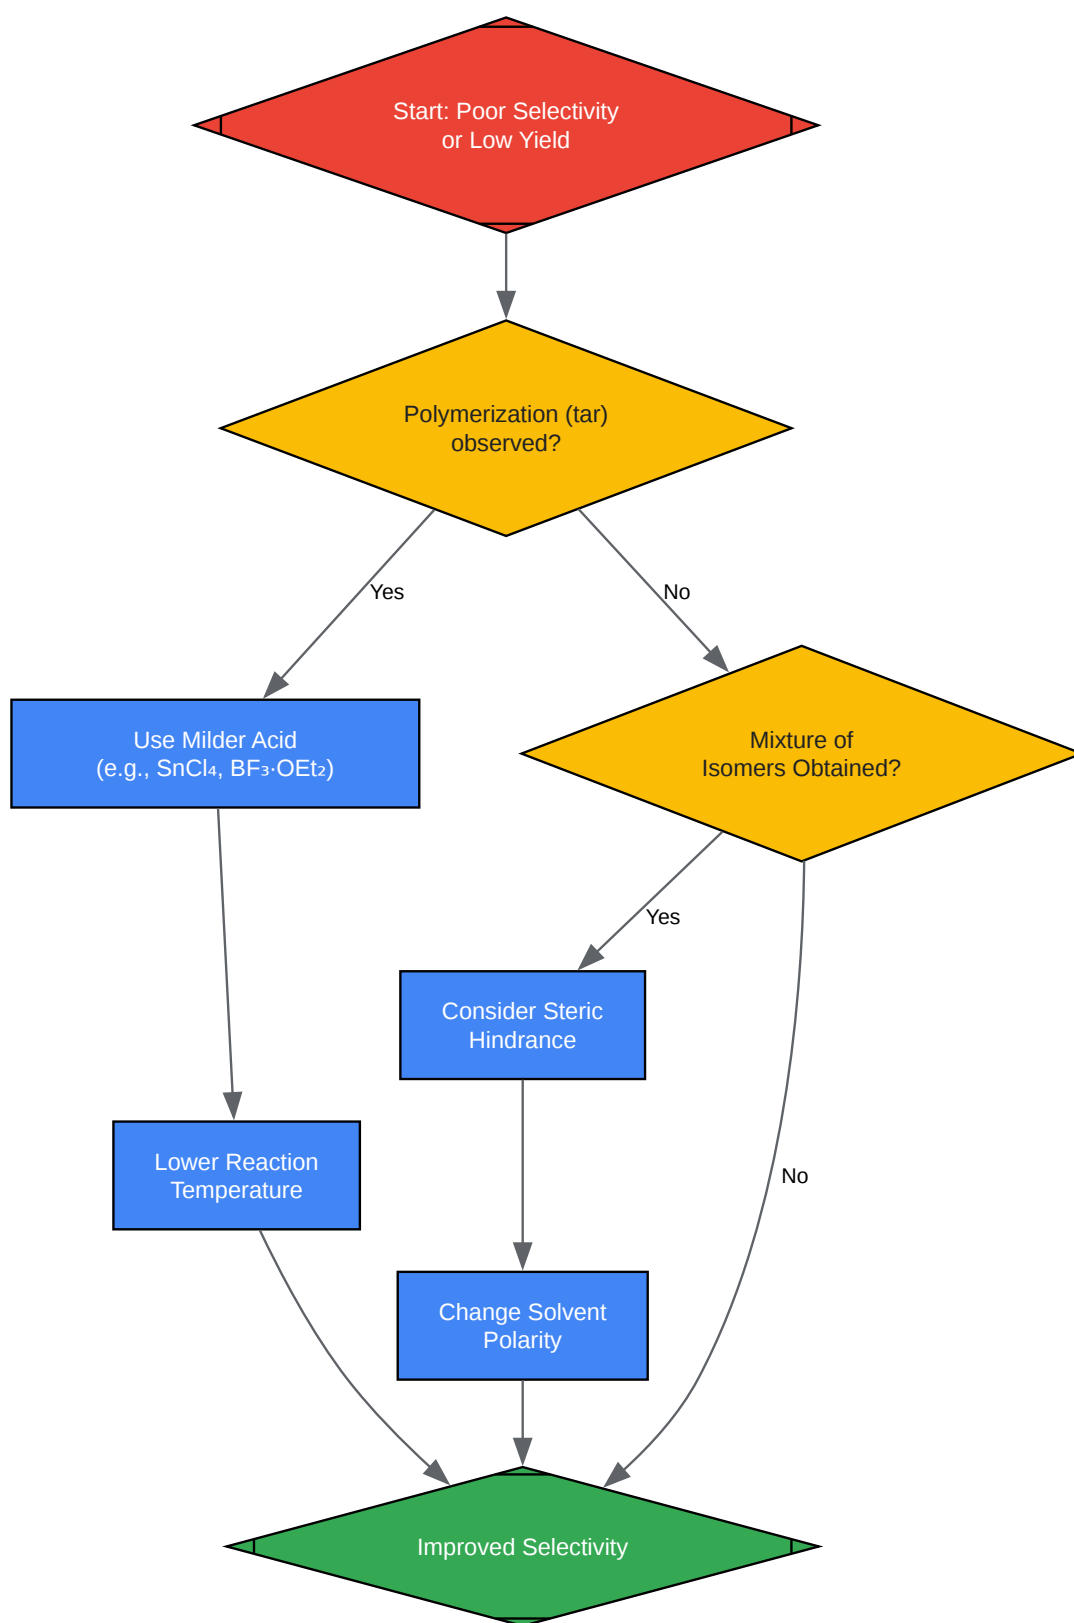 Start: Poor Selectivity
or Low Yield
Polymerization (tar)
observed?
Yes
No
Use Milder Acid
(e.g., SnCl₄, BF₃·OEt₂)
Mixture of
Isomers Obtained?
Yes
Consider Steric
Hindrance
No
Lower Reaction
Temperature
Change Solvent
Polarity
Improved Selectivity